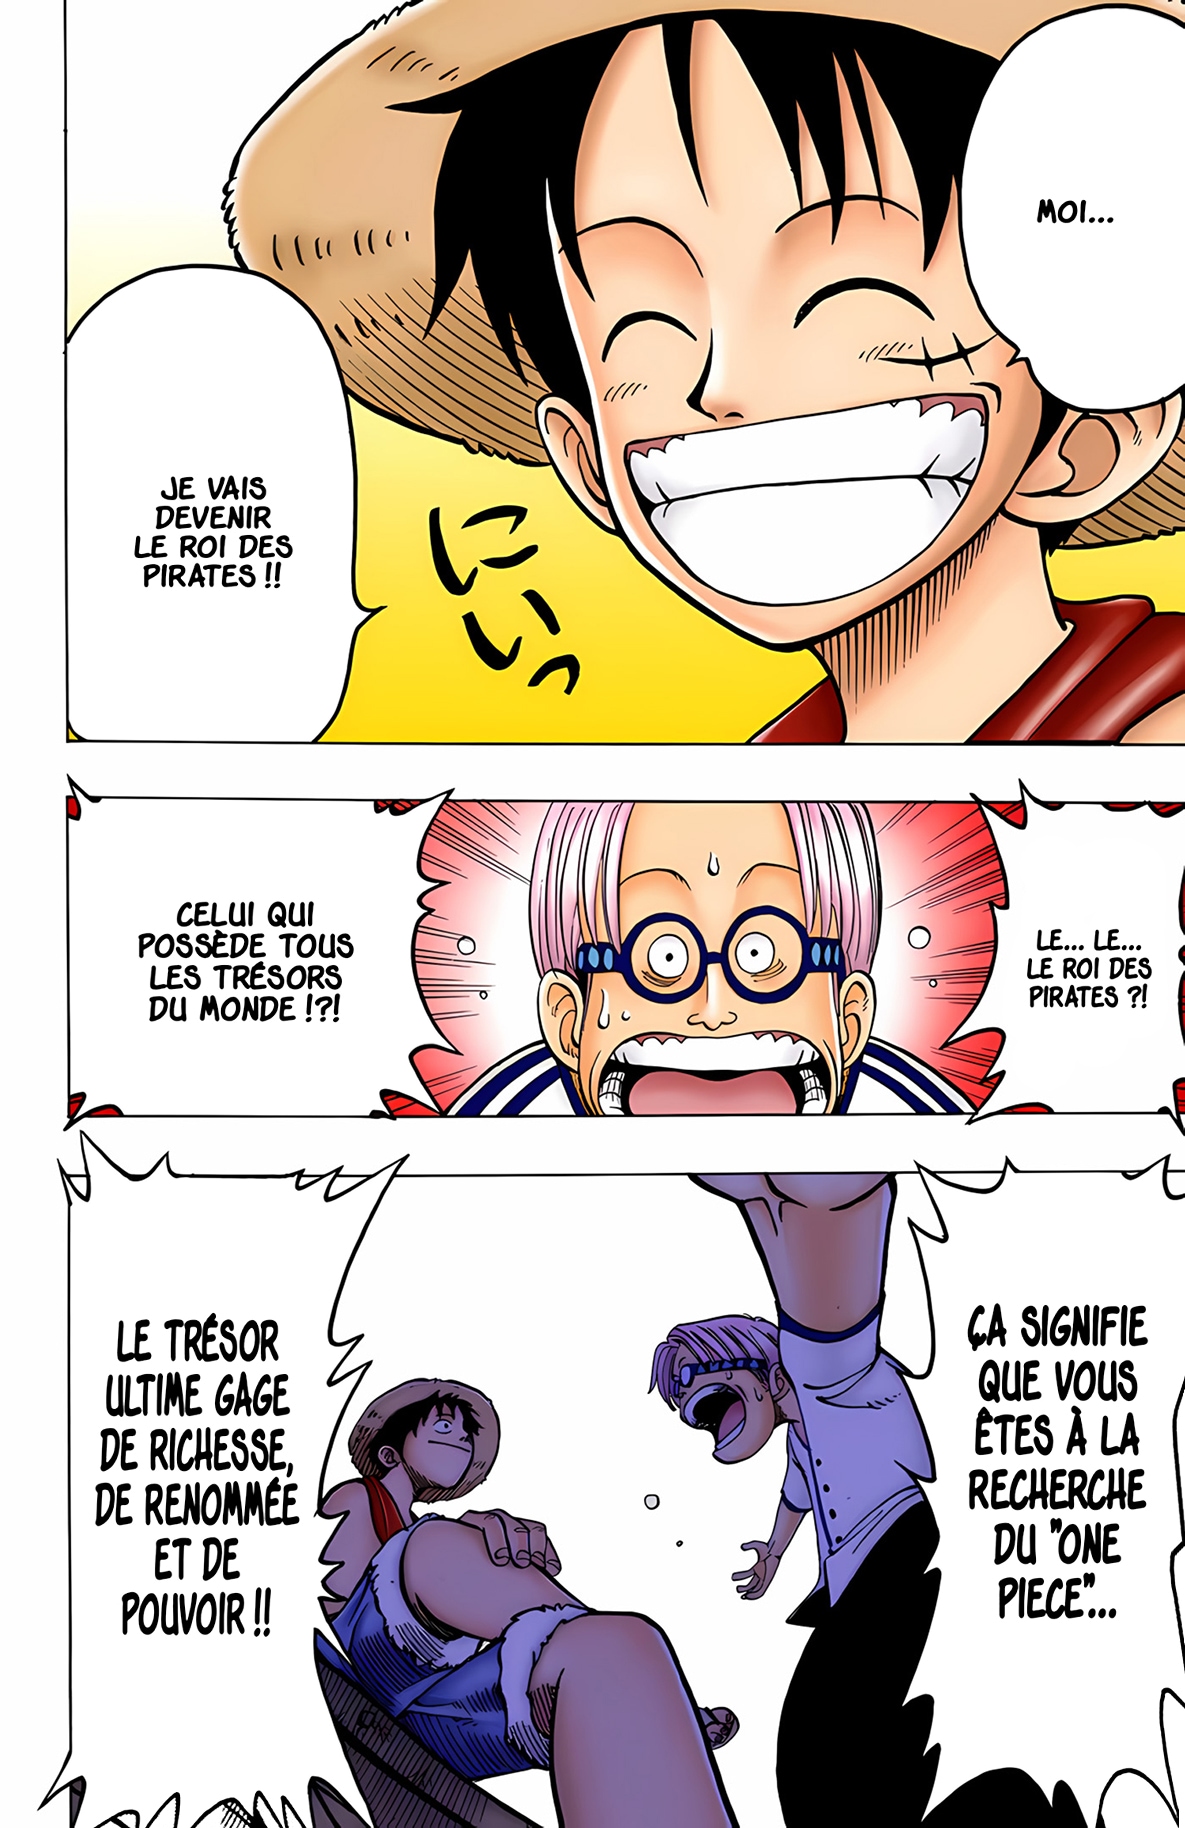 MOI...
JE VAIS
DEVENIR
LE ROI DES
PIRATES !!
にいっ
LE... LE...
LE ROI DES
PIRATES ?!
CELUI QUI
POSSÈDE TOUS
LES TRÉSORS
DU MONDE !?!
ÇA SIGNIFIE
QUE VOUS
ÊTES À LA
RECHERCHE
DU "ONE
PIECE"...
LE TRÉSOR
ULTIME GAGE
DE RICHESSE,
DE RENOMMÉE
ET DE
POUVOIR !!